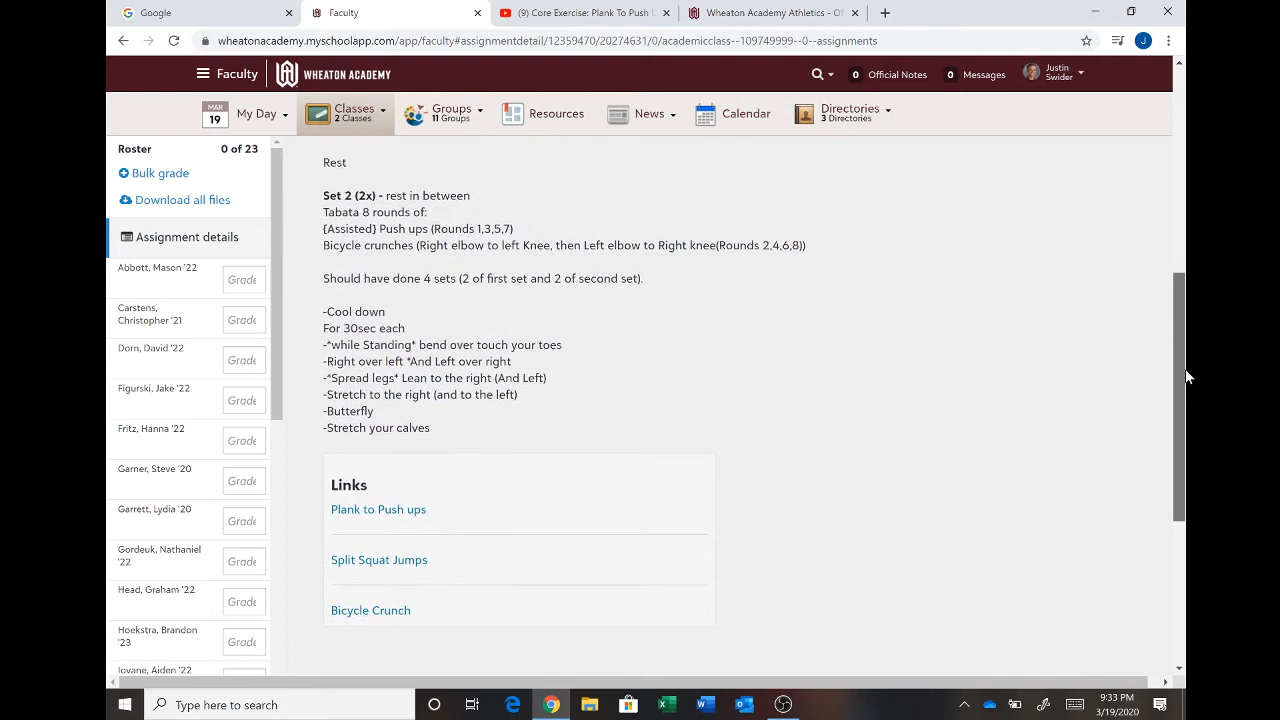 Google
Faculty
(9) Core Exercise: Plank To Push U
Wheaton Academy Athletics - Of
wheatonacademy.myschoolapp.com/app/faculty#assignmentdetail/12359470/20274631/0/academicclass--109749999--0--assignments
J
Faculty
WHEATON ACADEMY
0 Official Notes
0 Messages
Justin
Swider
MAR
19
My Day
Classes
2 Classes
Groups
11 Groups
Resources
News
Calendar
Directories
3 Directories
Roster 0 of 23
Bulk grade
Download all files
Assignment details
Abbott, Mason '22
Grade
Carstens,
Christopher '21
Grade
Dorn, David '22
Grade
Figurski, Jake '22
Grade
Fritz, Hanna '22
Grade
Garner, Steve '20
Grade
Garrett, Lydia '20
Grade
Gordeuk, Nathaniel
'22
Grade
Head, Graham '22
Grade
Hoekstra, Brandon
'23
Grade
Iovane, Aiden '22
Rest
Set 2 (2x) - rest in between
Tabata 8 rounds of:
{Assisted} Push ups (Rounds 1,3,5,7)
Bicycle crunches (Right elbow to left Knee, then Left elbow to Right knee(Rounds 2,4,6,8))
Should have done 4 sets (2 of first set and 2 of second set).
-Cool down
For 30sec each
-*while Standing* bend over touch your toes
-Right over left *And Left over right
-*Spread legs* Lean to the right (And Left)
-Stretch to the right (and to the left)
-Butterfly
-Stretch your calves
Links
Plank to Push ups
Split Squat Jumps
Bicycle Crunch
Type here to search
9:33 PM
3/19/2020